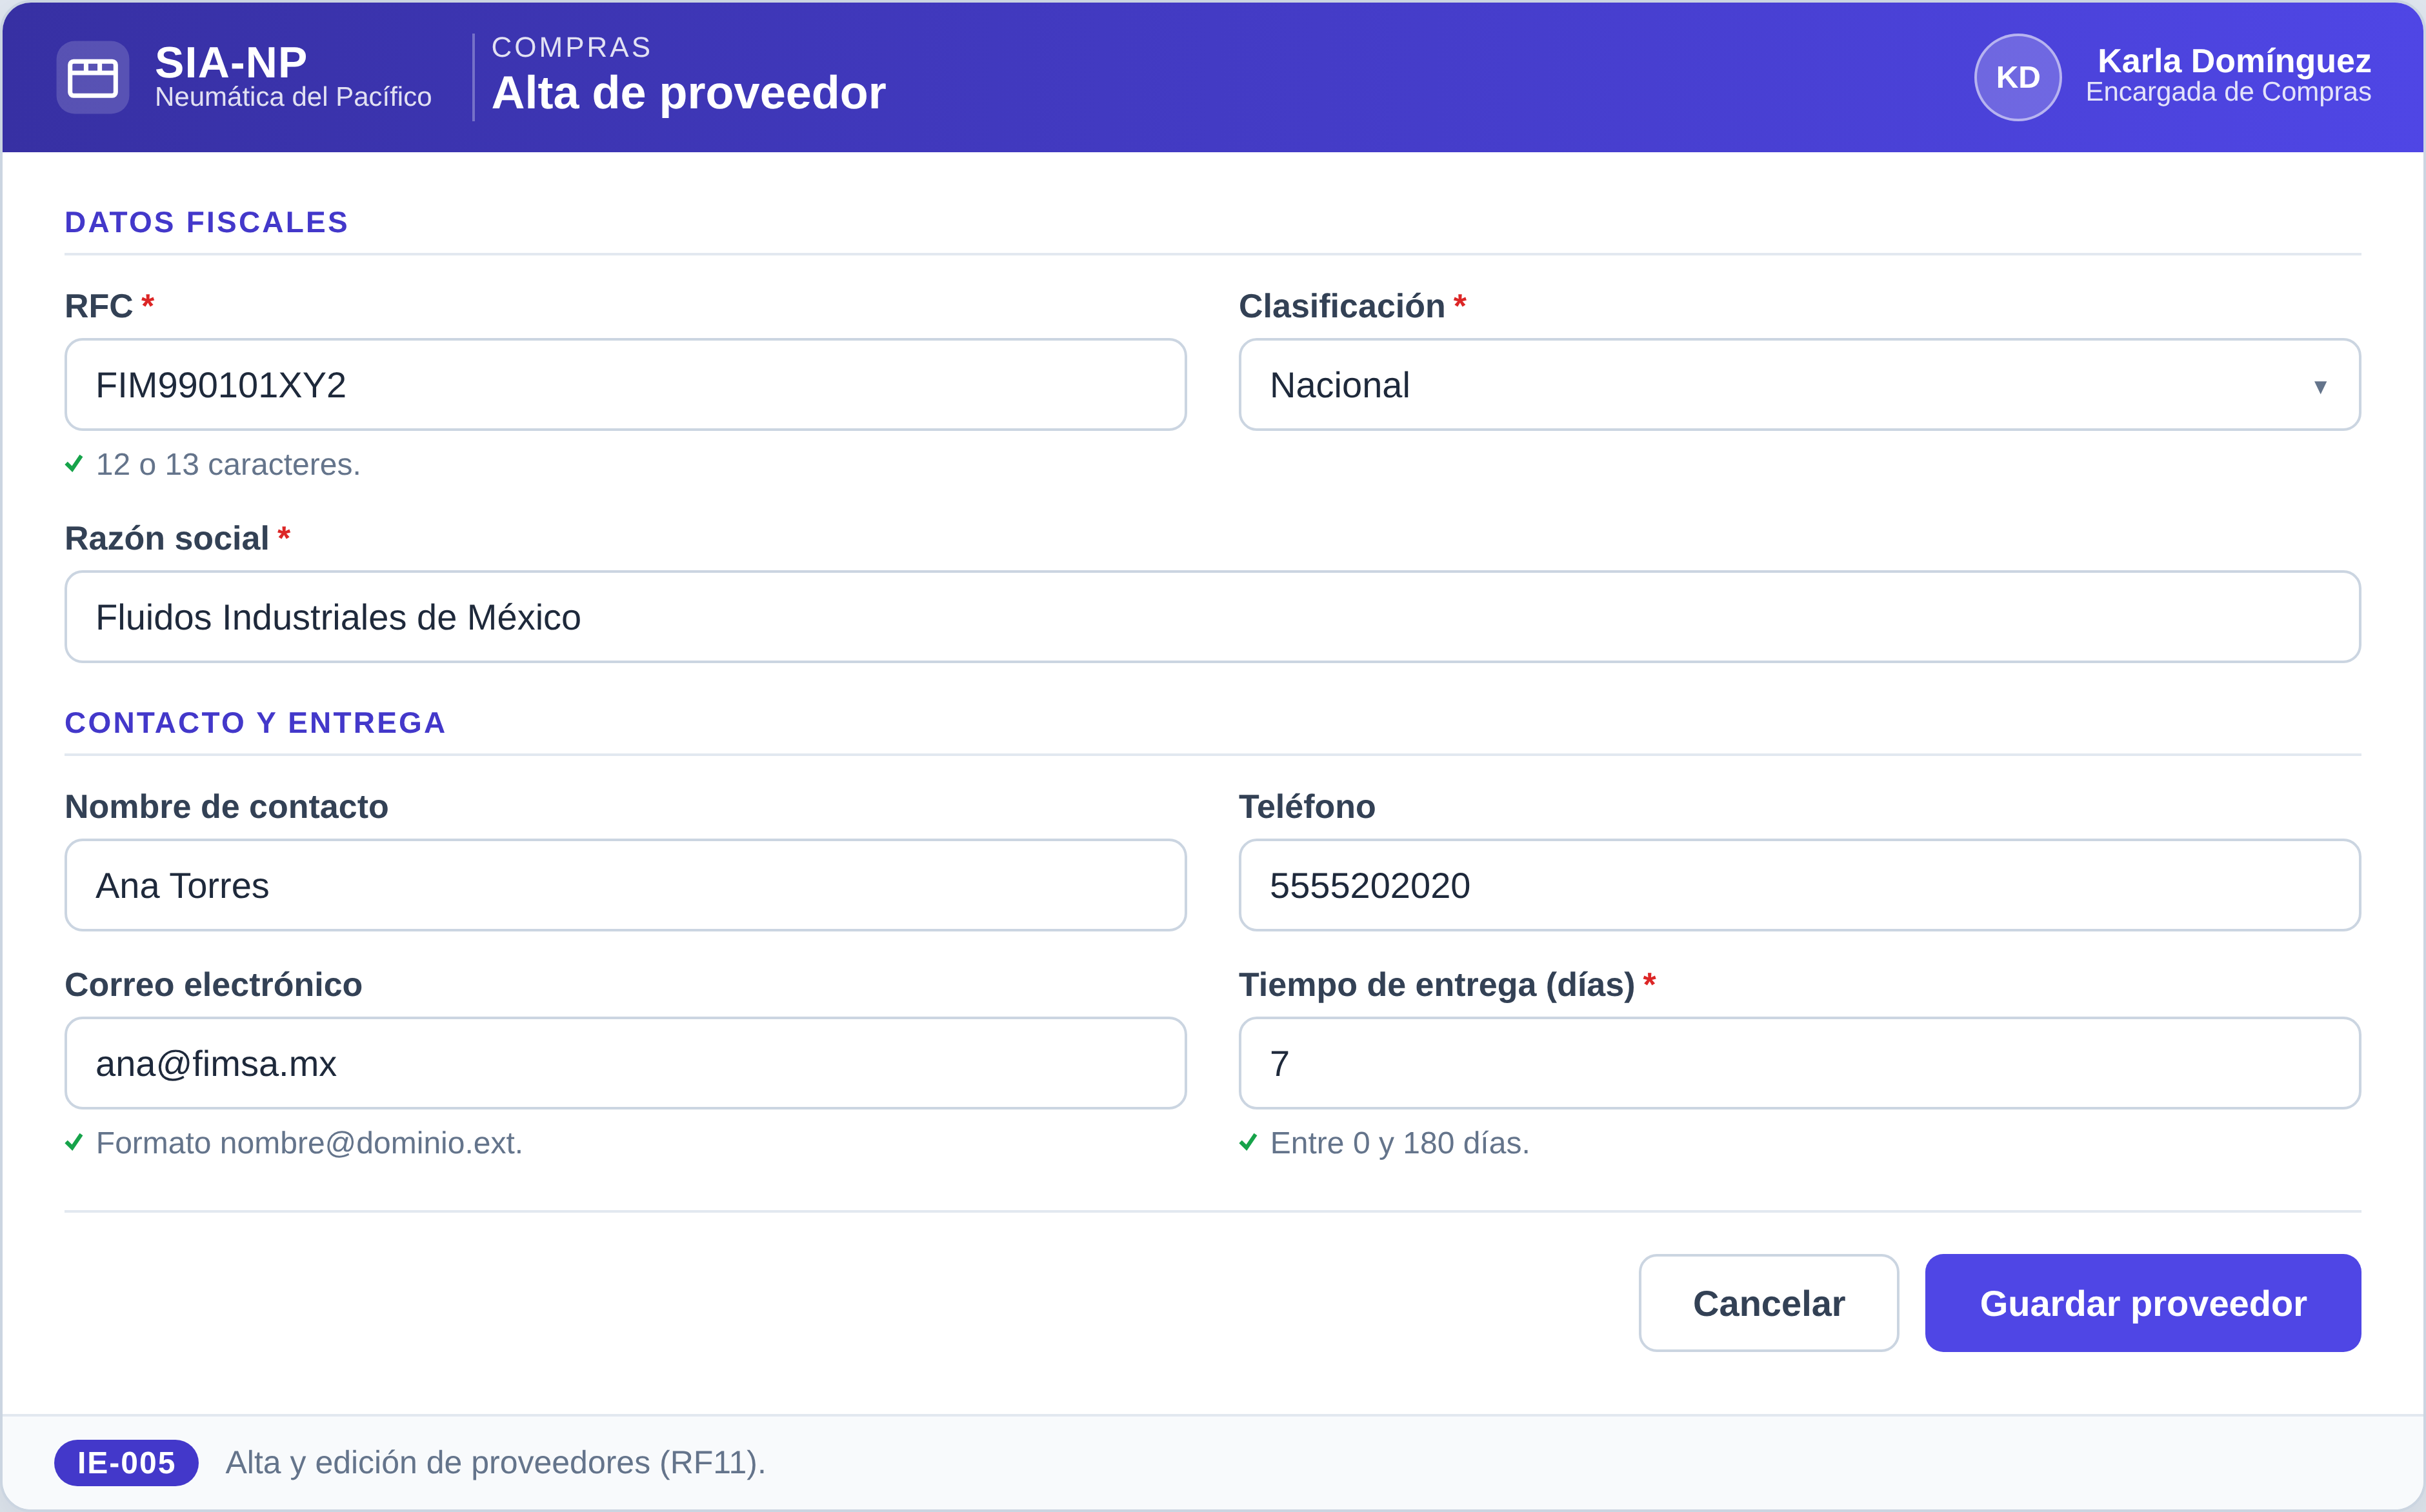 SIA-NP
Neumática del Pacífico
COMPRAS
Alta de proveedor
KD
Karla Domínguez
Encargada de Compras
DATOS FISCALES
RFC *
FIM990101XY2
12 o 13 caracteres.
Clasificación *
Nacional
Razón social *
Fluidos Industriales de México
CONTACTO Y ENTREGA
Nombre de contacto
Ana Torres
Teléfono
5555202020
Correo electrónico
ana@fimsa.mx
Formato nombre@dominio.ext.
Tiempo de entrega (días) *
7
Entre 0 y 180 días.
Cancelar
Guardar proveedor
IE-005
Alta y edición de proveedores (RF11).